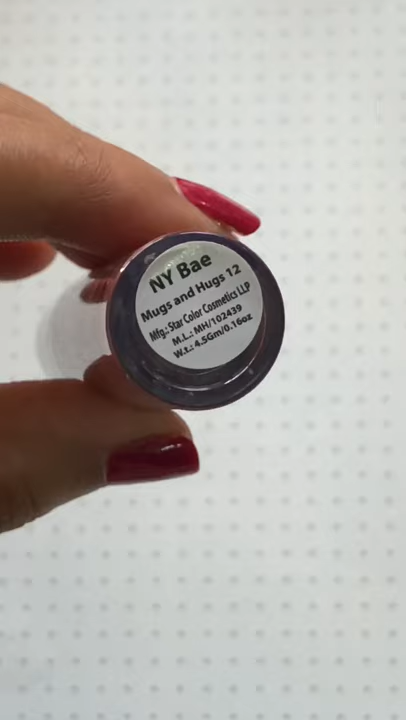 NY Bae
Mugs and Hugs 12
Mfg.: Star Color Cosmetics LLP
M.L.: MH/102439
W.t.: 4.5Gm/0.16oz